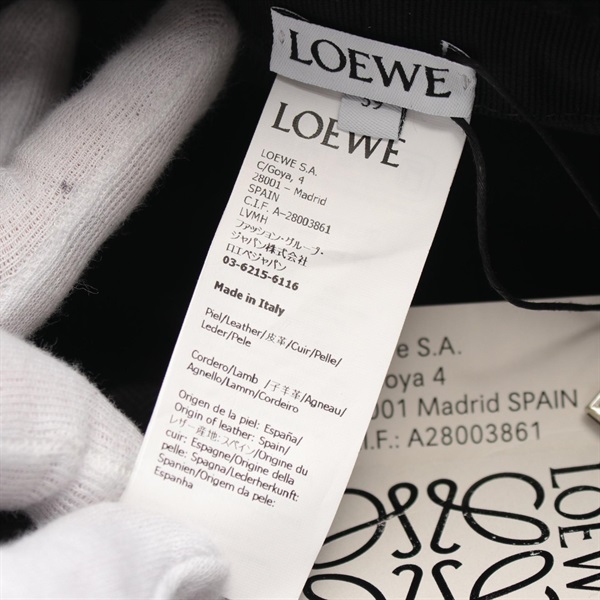 LOEWE
59
LOEWE
LOEWE S.A.
C/Goya, 4
28001 - Madrid
SPAIN
C.I.F: A-28003861
LVMH
ファッション・グループ・
ジャパン株式会社
ロエベジャパン
03-6215-6116
Made in Italy
Piel/Leather/皮革/Cuir/Pelle/
Leder/Pele
Cordero/Lamb /子羊革/Agneau/
Agnello/Lamm/Cordeiro
Origen de la piel: España/
Origin of leather: Spain/
レザー産地:スペイン/Origine du
cuir: Espagne/Origine della
pelle: Spagna/Lederherkunft:
Spanien/Origem da pele:
Espanha
we S.A.
Goya 4
001 Madrid SPAIN
I.F.: A28003861
LOEWE